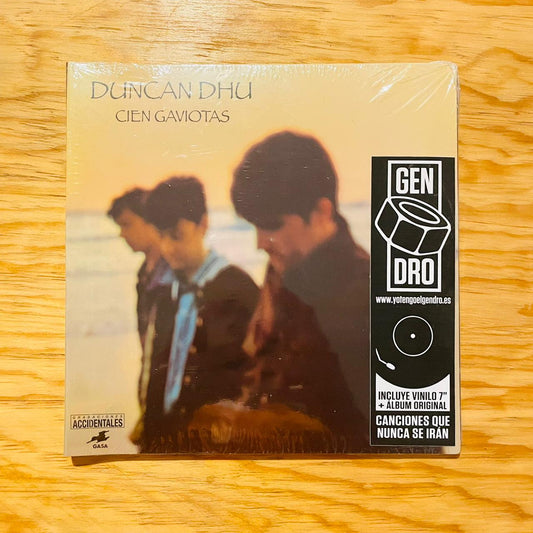 DUNCAN DHU
CIEN GAVIOTAS
GEN
DRO
www.yotengoelgendro.es
INCLUYE VINILO 7"
+ ÁLBUM ORIGINAL
CANCIONES QUE
NUNCA SE IRÁN
GRABACIONES
ACCIDENTALES
GASA